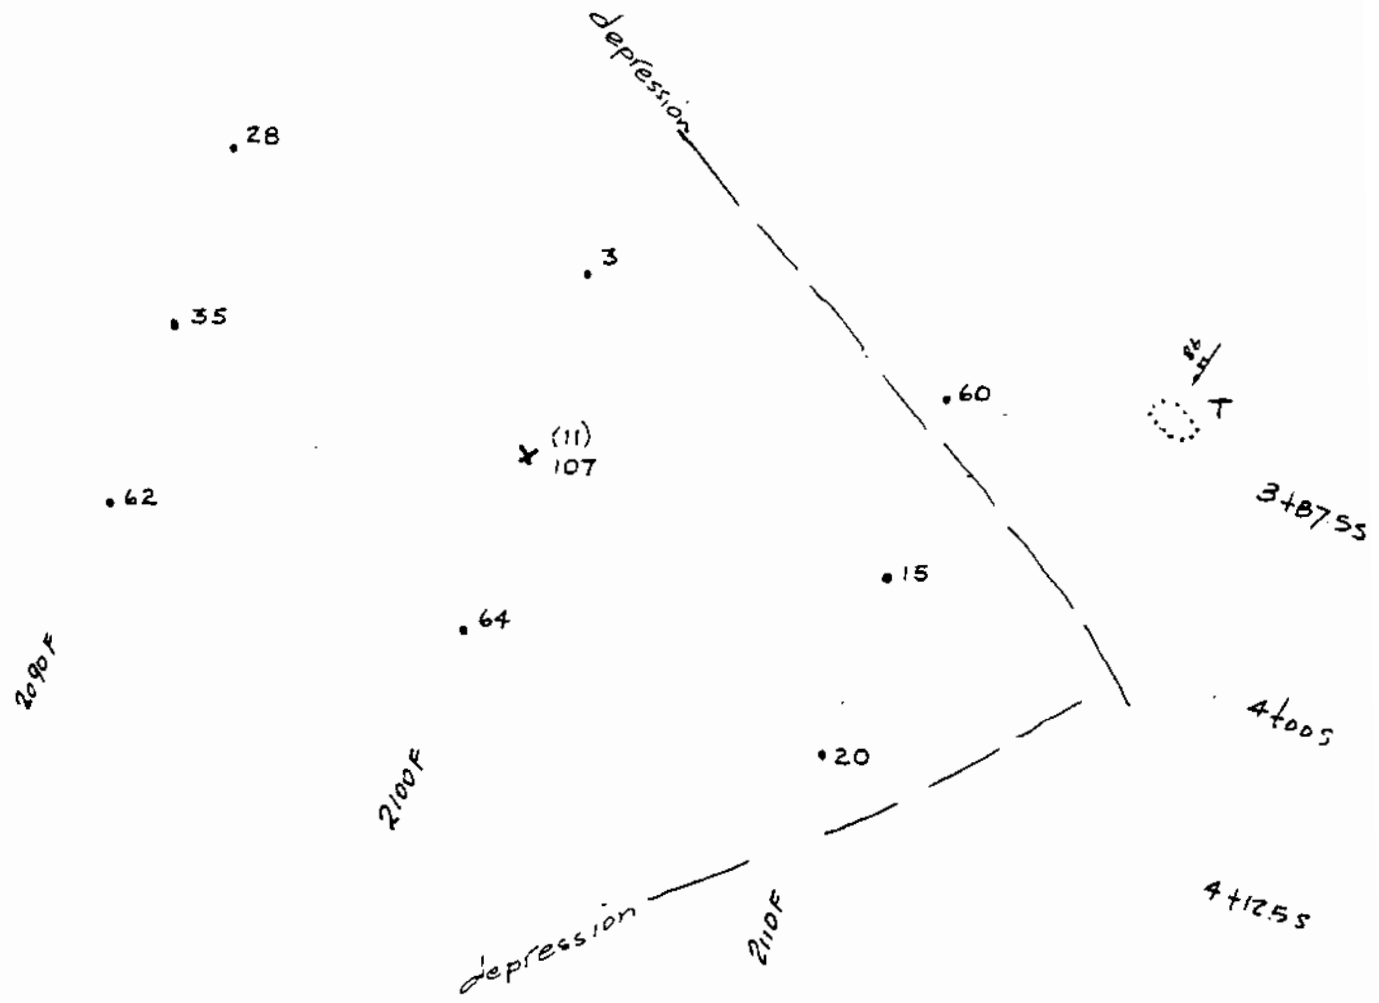 depression
28
3
35
60
86
T
(11)
107
3+87.5S
62
15
64
2090F
4+00S
20
2100F
4+12.5S
2110F
depression